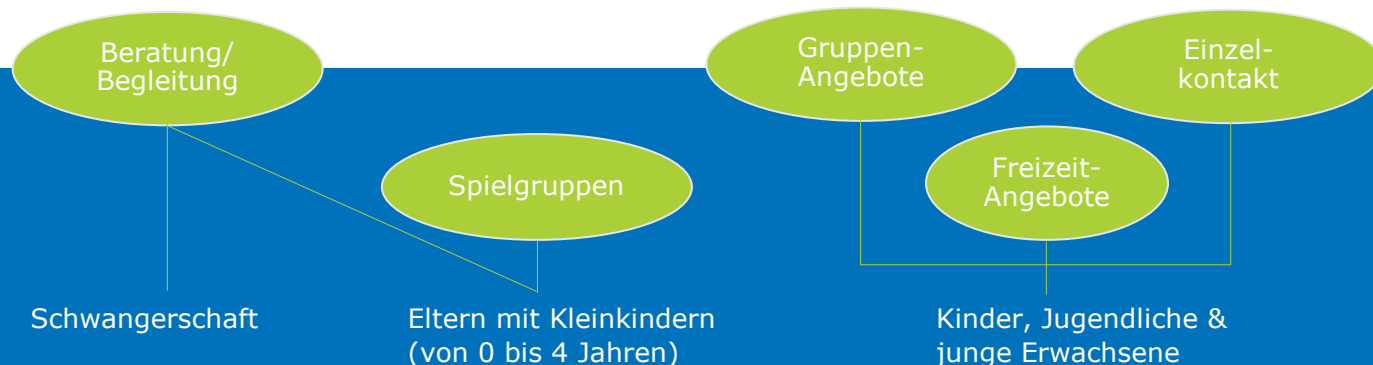 Beratung/
Begleitung
Gruppen-
Angebote
Einzel-
kontakt
Spielgruppen
Freizeit-
Angebote
Schwangerschaft
Eltern mit Kleinkindern
(von 0 bis 4 Jahren)
Kinder, Jugendliche &
junge Erwachsene